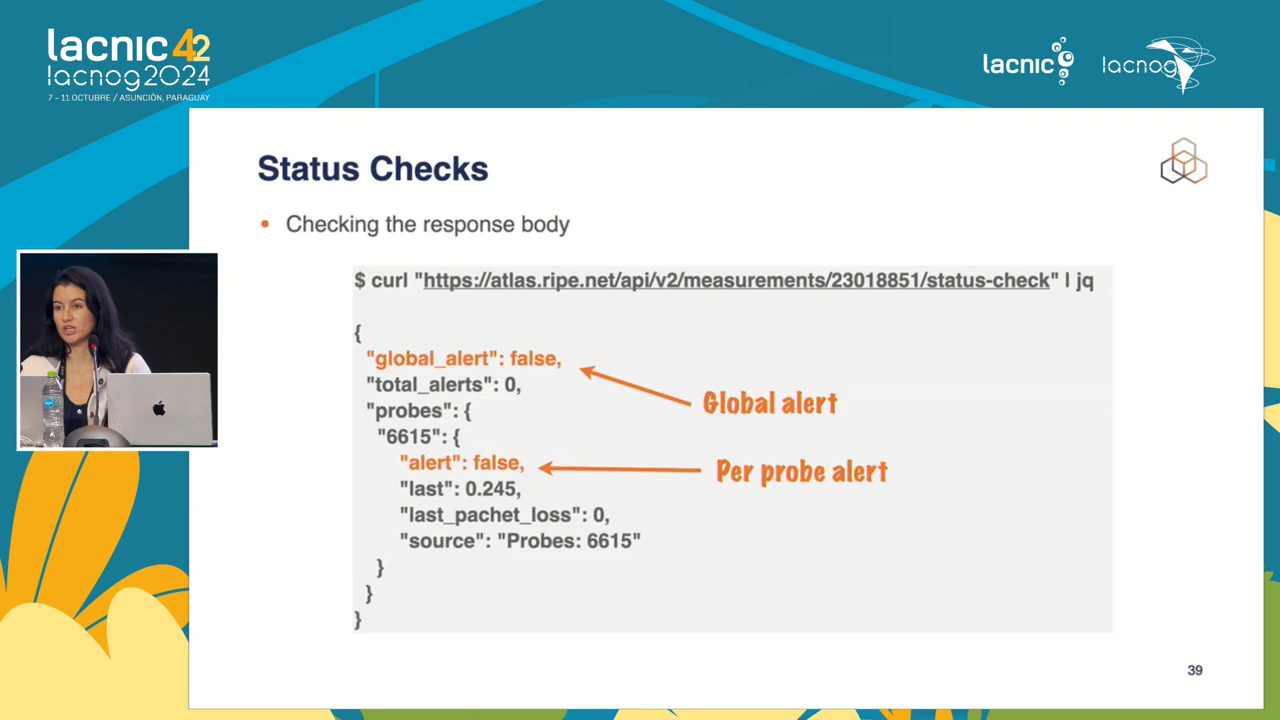 lacnic 42
lacnog2024
7 - 11 OCTUBRE / ASUNCIÓN, PARAGUAY
lacnic
lacnog
Status Checks
• Checking the response body
$ curl "https://atlas.ripe.net/api/v2/measurements/23018851/status-check" | jq
{
"global_alert": false,
"total_alerts": 0,
"probes": {
"6615": {
"alert": false,
"last": 0.245,
"last_pachet_loss": 0,
"source": "Probes: 6615"
}
}
}
Global alert
Per probe alert
39